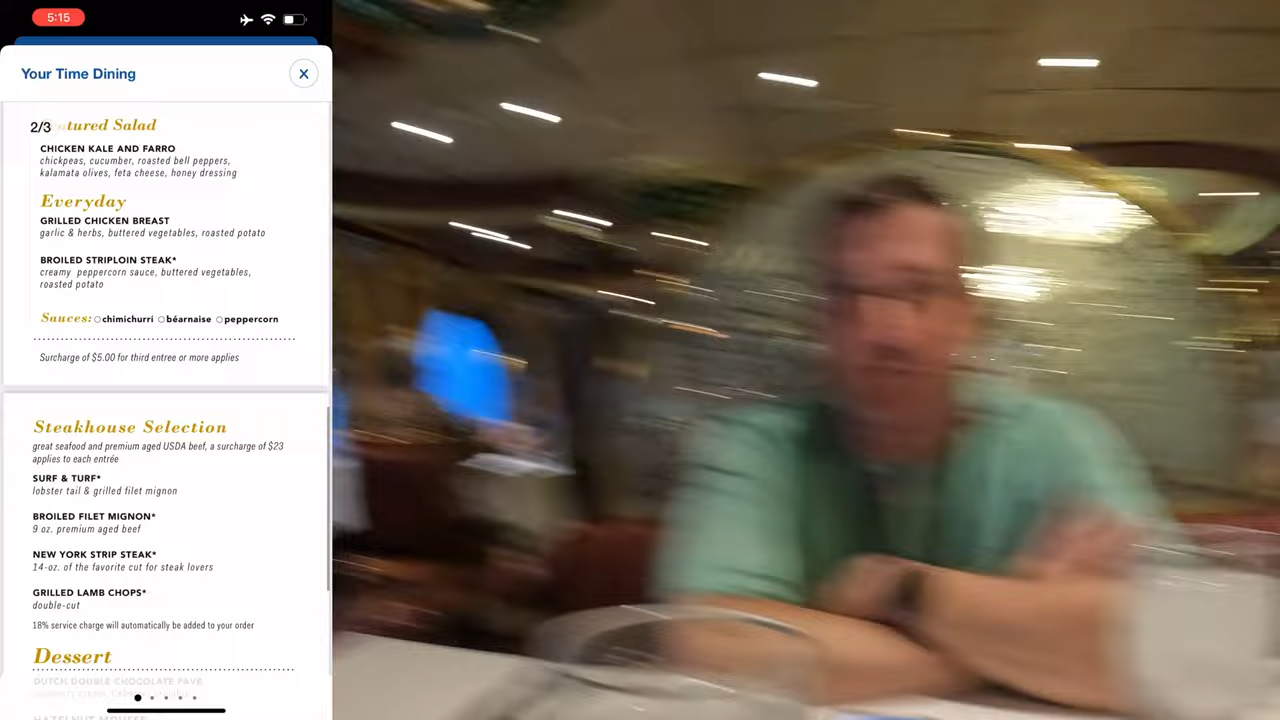 5:15
Your Time Dining
2/3
tured Salad
CHICKEN KALE AND FARRO
chickpeas, cucumber, roasted bell peppers,
kalamata olives, feta cheese, honey dressing
Everyday
GRILLED CHICKEN BREAST
garlic & herbs, buttered vegetables, roasted potato
BROILED STRIPLOIN STEAK*
creamy peppercorn sauce, buttered vegetables,
roasted potato
Sauces: chimichurri béarnaise peppercorn
Surcharge of $5.00 for third entree or more applies
Steakhouse Selection
great seafood and premium aged USDA beef, a surcharge of $23
applies to each entrée
SURF & TURF*
lobster tail & grilled filet mignon
BROILED FILET MIGNON*
9 oz. premium aged beef
NEW YORK STRIP STEAK*
14-oz. of the favorite cut for steak lovers
GRILLED LAMB CHOPS*
double-cut
18% service charge will automatically be added to your order
Dessert
DUTCH DOUBLE CHOCOLATE PAVE
HAZELNUT MOUSSE